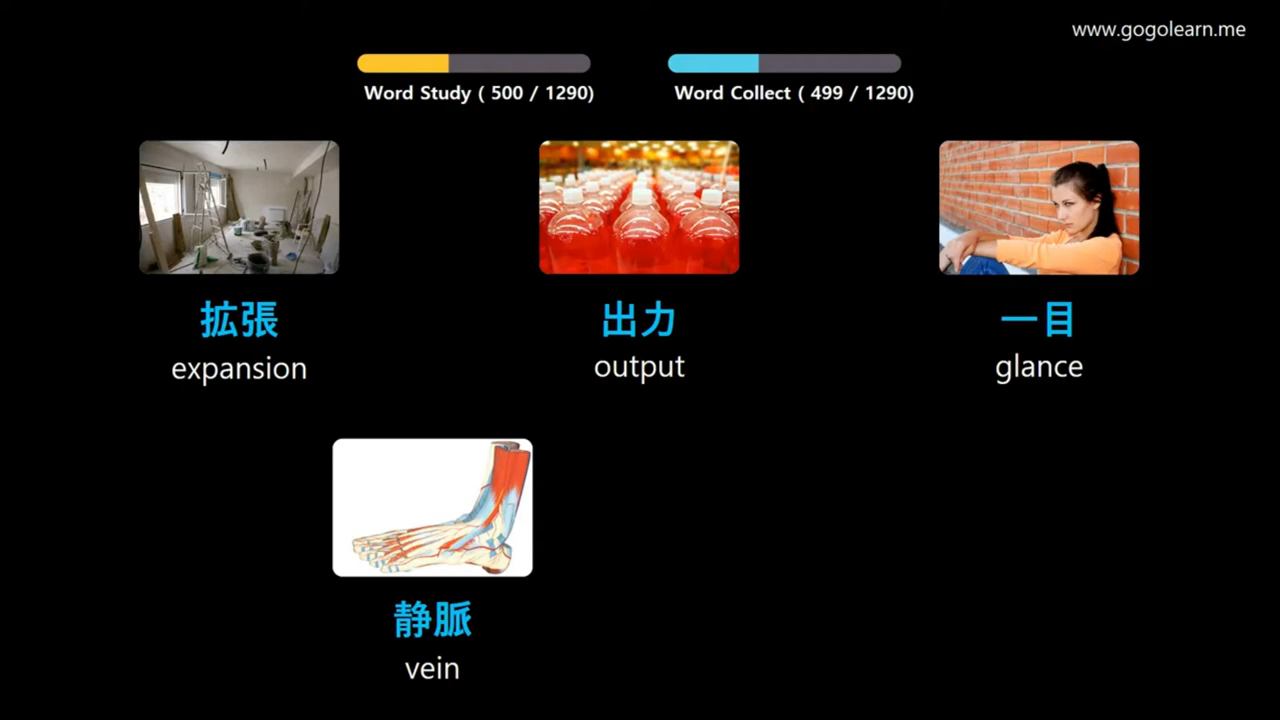 www.gogolearn.me
Word Study ( 500 / 1290)
Word Collect ( 499 / 1290)
拡張
expansion
出力
output
一目
glance
静脈
vein